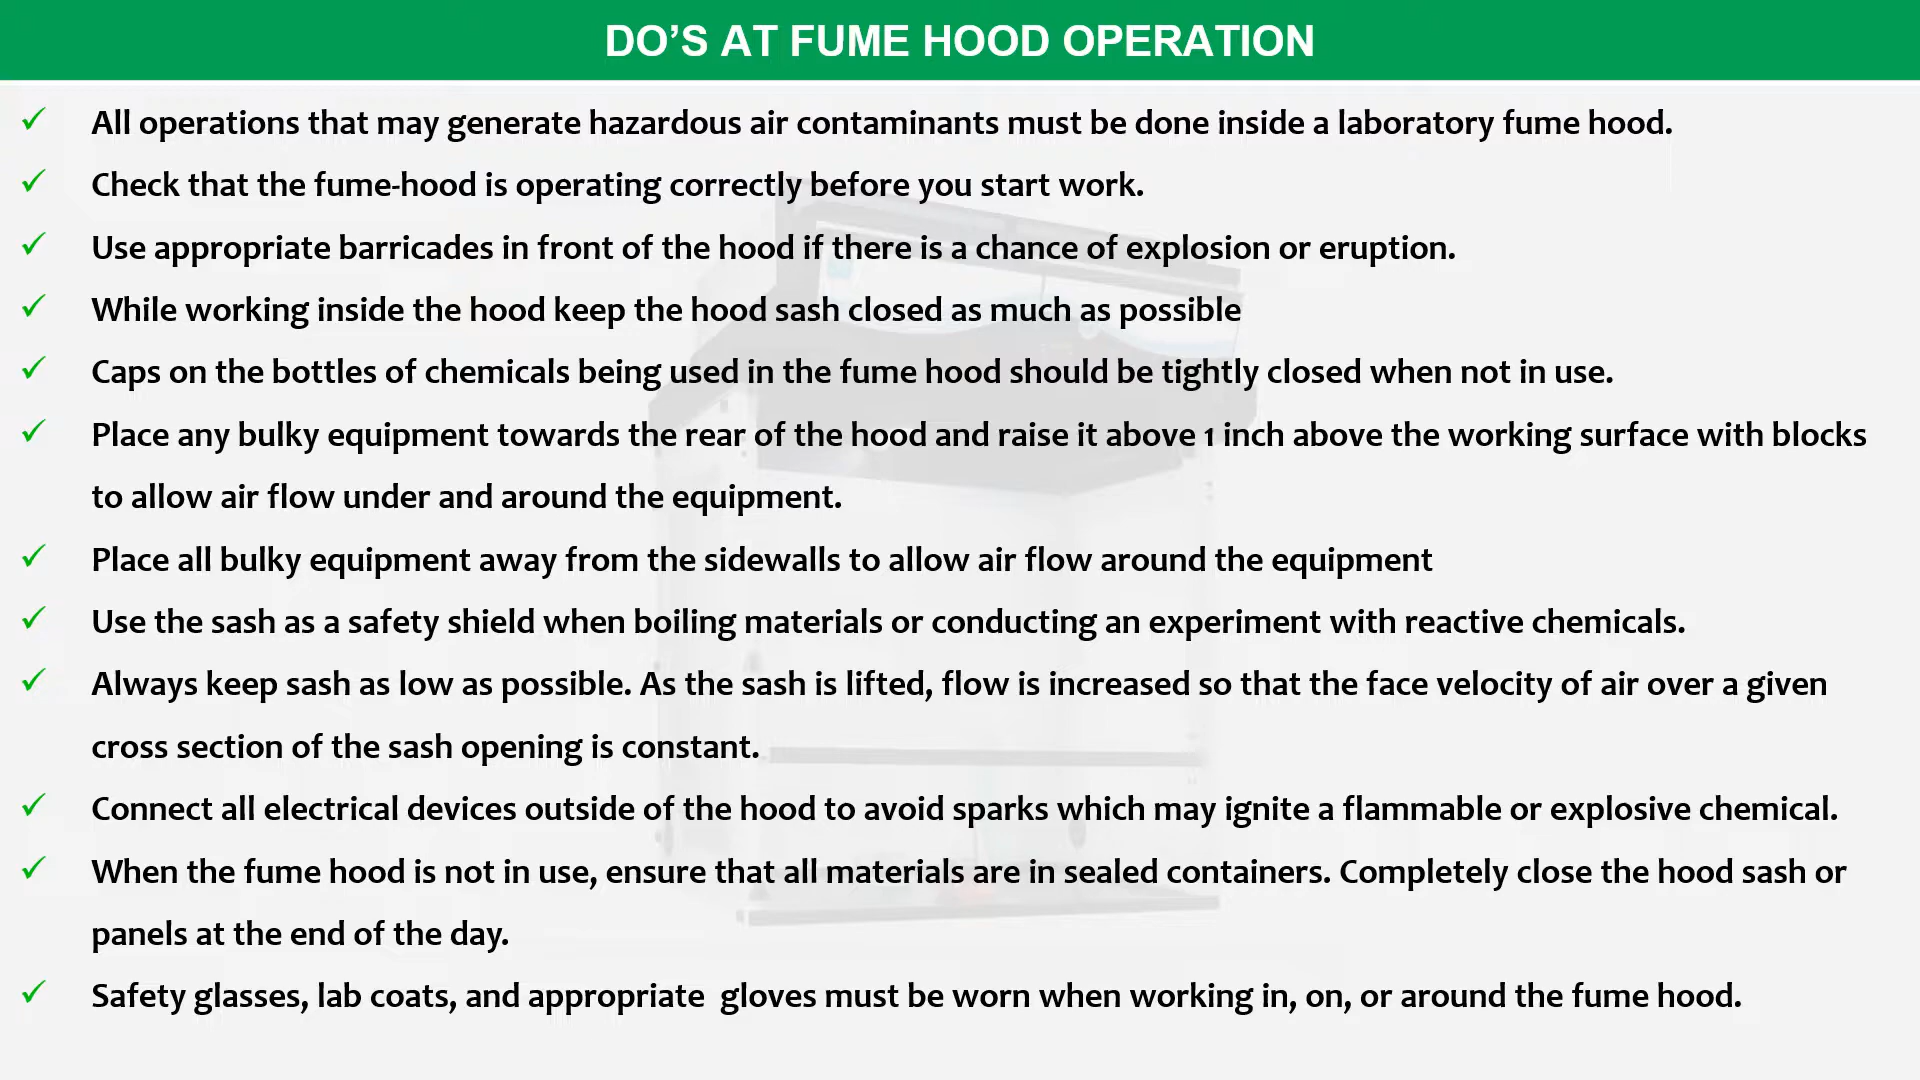 DO’S AT FUME HOOD OPERATION
✓ All operations that may generate hazardous air contaminants must be done inside a laboratory fume hood.
✓ Check that the fume-hood is operating correctly before you start work.
✓ Use appropriate barricades in front of the hood if there is a chance of explosion or eruption.
✓ While working inside the hood keep the hood sash closed as much as possible
✓ Caps on the bottles of chemicals being used in the fume hood should be tightly closed when not in use.
✓ Place any bulky equipment towards the rear of the hood and raise it above 1 inch above the working surface with blocks
to allow air flow under and around the equipment.
✓ Place all bulky equipment away from the sidewalls to allow air flow around the equipment
✓ Use the sash as a safety shield when boiling materials or conducting an experiment with reactive chemicals.
✓ Always keep sash as low as possible. As the sash is lifted, flow is increased so that the face velocity of air over a given
cross section of the sash opening is constant.
✓ Connect all electrical devices outside of the hood to avoid sparks which may ignite a flammable or explosive chemical.
✓ When the fume hood is not in use, ensure that all materials are in sealed containers. Completely close the hood sash or
panels at the end of the day.
✓ Safety glasses, lab coats, and appropriate  gloves must be worn when working in, on, or around the fume hood.